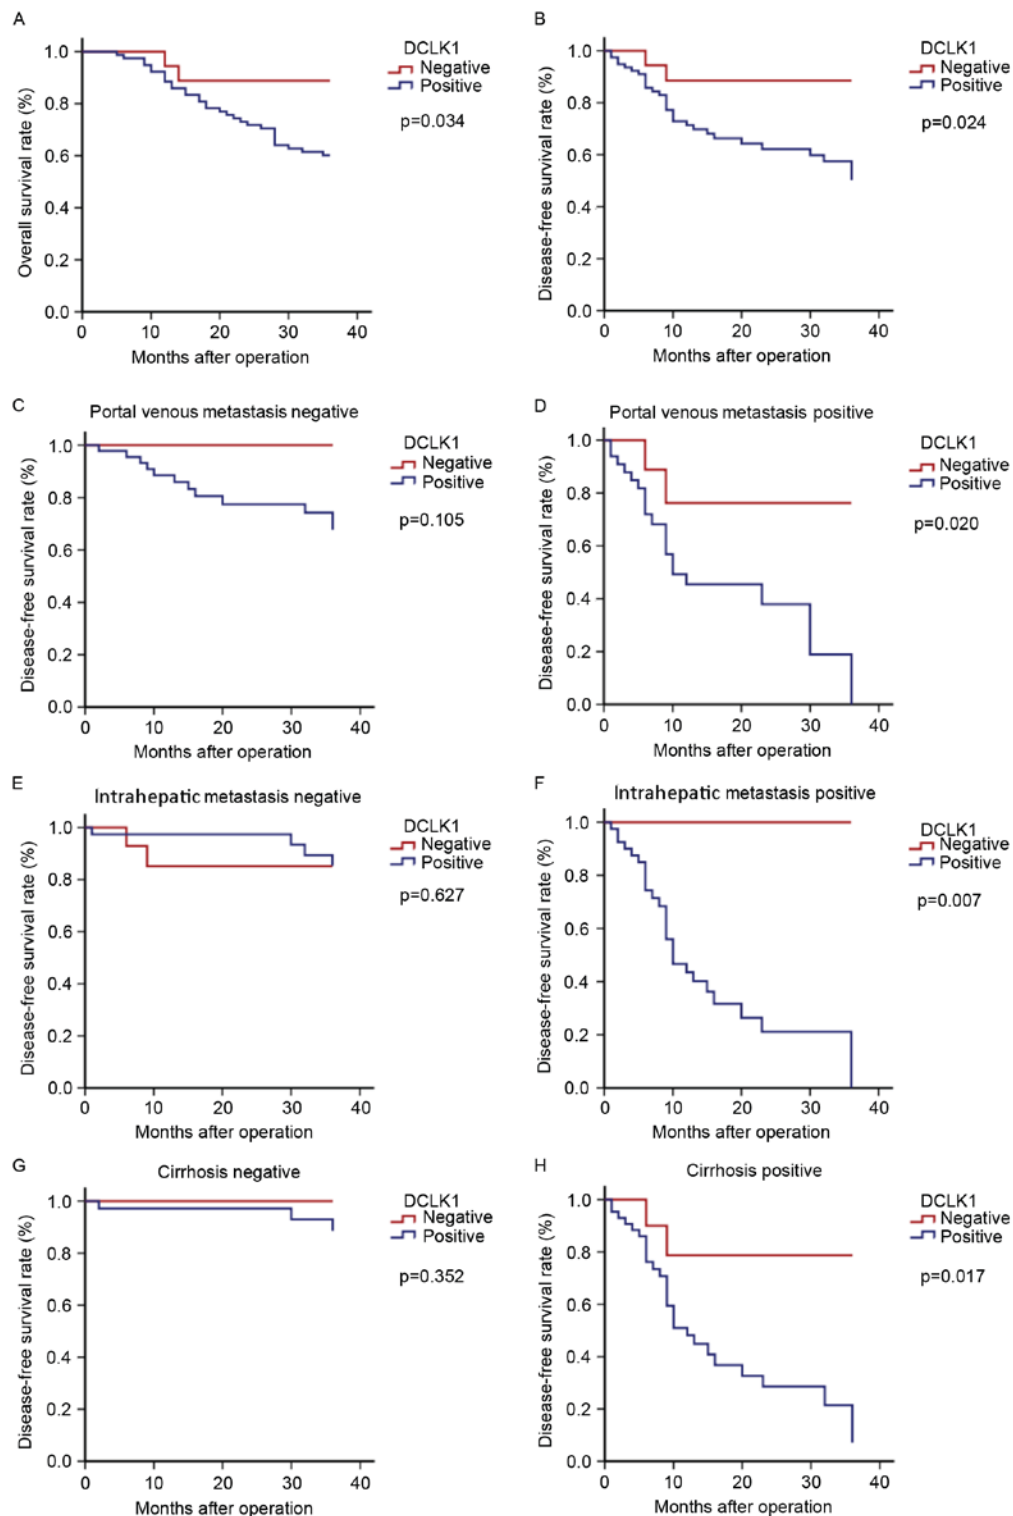 A
Overall survival rate (%)
1.0
0.8
0.6
0.4
0.2
0.0
0 10 20 30 40
Months after operation
DCLK1
Negative
Positive
p=0.034
B
Disease-free survival rate (%)
1.0
0.8
0.6
0.4
0.2
0.0
0 10 20 30 40
Months after operation
DCLK1
Negative
Positive
p=0.024
C
Portal venous metastasis negative
Disease-free survival rate (%)
1.0
0.8
0.6
0.4
0.2
0.0
0 10 20 30 40
Months after operation
DCLK1
Negative
Positive
p=0.105
D
Portal venous metastasis positive
Disease-free survival rate (%)
1.0
0.8
0.6
0.4
0.2
0.0
0 10 20 30 40
Months after operation
DCLK1
Negative
Positive
p=0.020
E
Intrahepatic metastasis negative
Disease-free survival rate (%)
1.0
0.8
0.6
0.4
0.2
0.0
0 10 20 30 40
Months after operation
DCLK1
Negative
Positive
p=0.627
F
Intrahepatic metastasis positive
Disease-free survival rate (%)
1.0
0.8
0.6
0.4
0.2
0.0
0 10 20 30 40
Months after operation
DCLK1
Negative
Positive
p=0.007
G
Cirrhosis negative
Disease-free survival rate (%)
1.0
0.8
0.6
0.4
0.2
0.0
0 10 20 30 40
Months after operation
DCLK1
Negative
Positive
p=0.352
H
Cirrhosis positive
Disease-free survival rate (%)
1.0
0.8
0.6
0.4
0.2
0.0
0 10 20 30 40
Months after operation
DCLK1
Negative
Positive
p=0.017